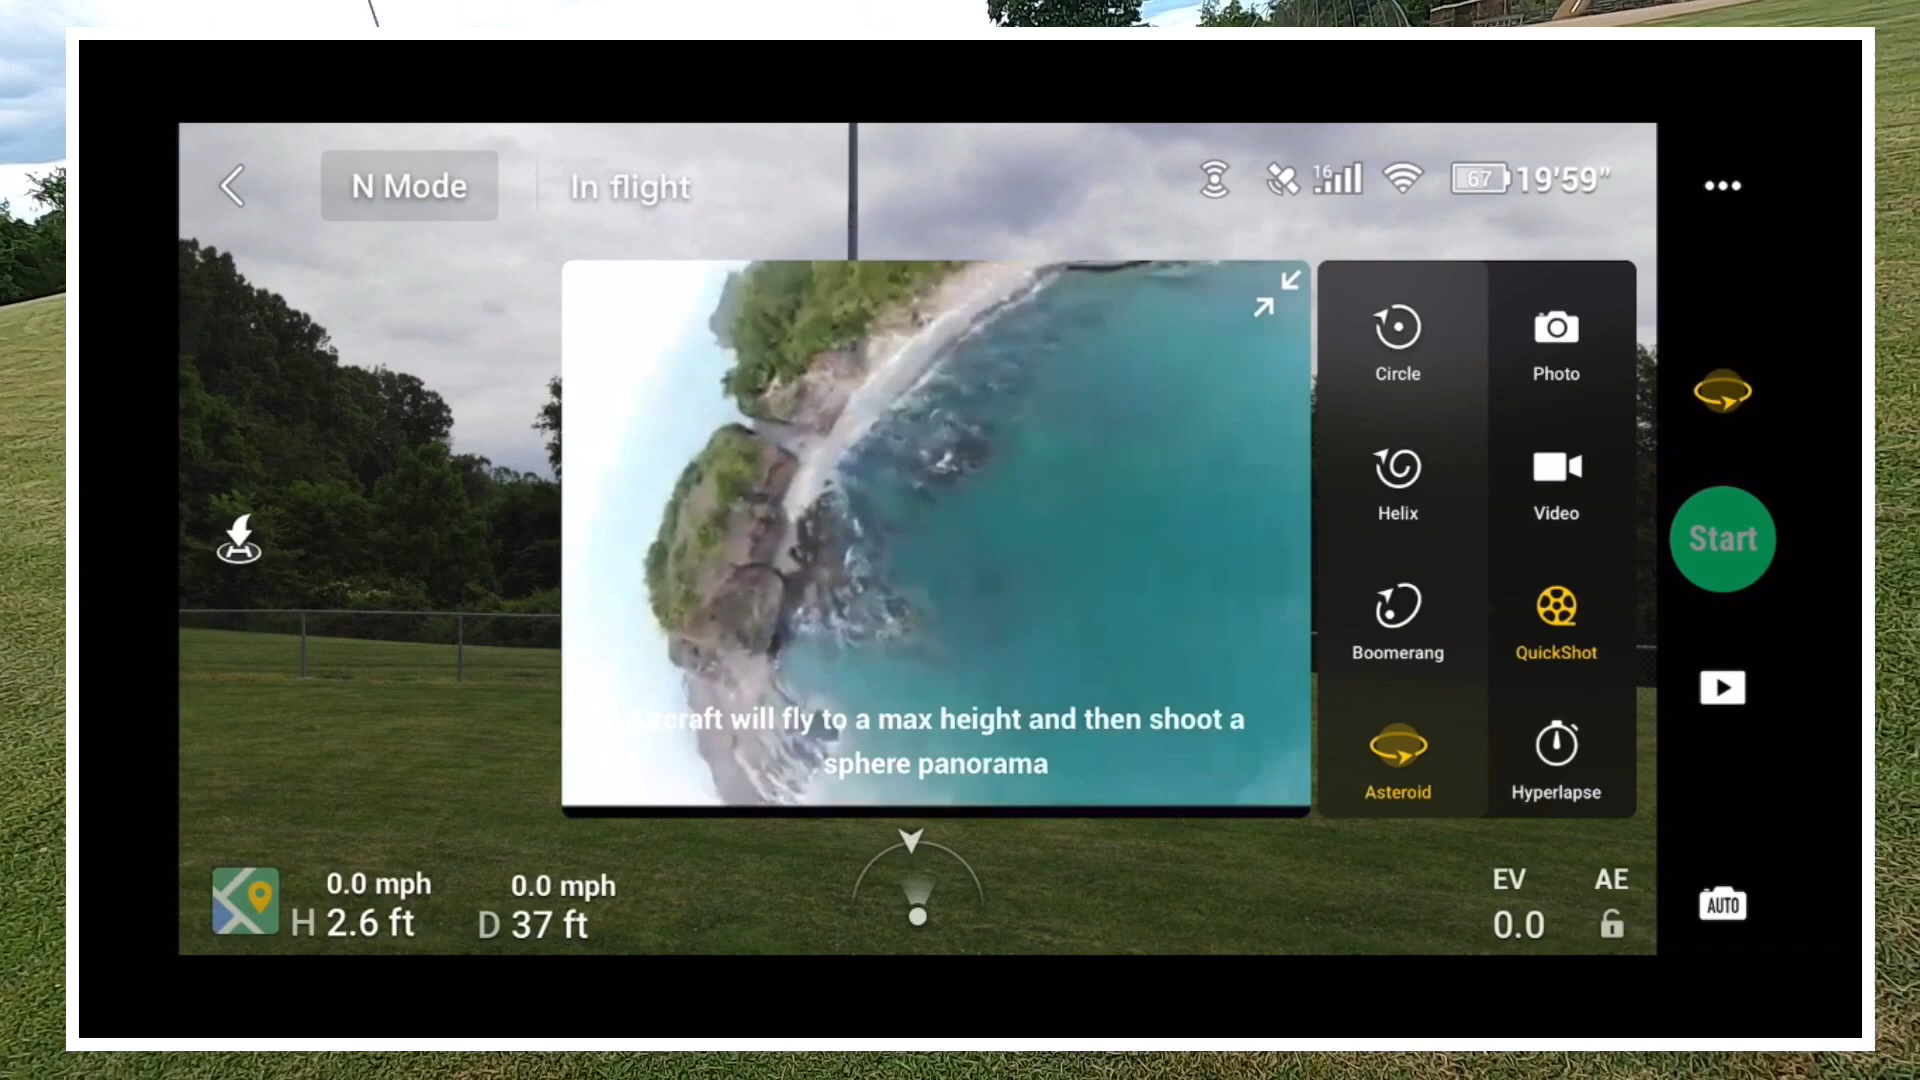 N Mode
In flight
16
67
19'59"
Circle
Photo
Helix
Video
Start
Boomerang
QuickShot
will fly to a max height and then shoot a
sphere panorama
Asteroid
Hyperlapse
0.0 mph
0.0 mph
H 2.6 ft
D 37 ft
EV
AE
0.0
AUTO